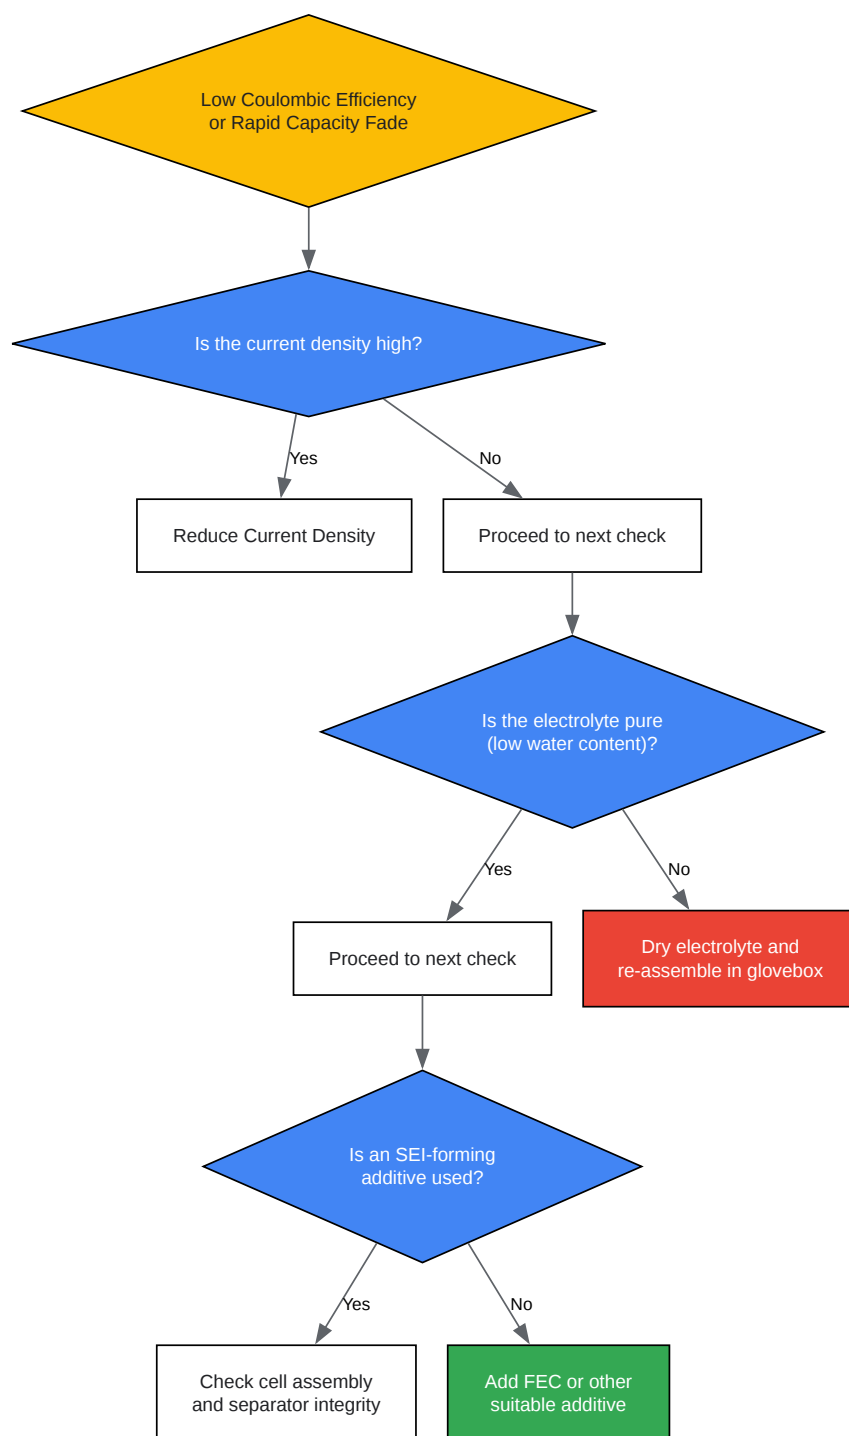 Low Coulombic Efficiency
or Rapid Capacity Fade
Is the current density high?
Yes
No
Reduce Current Density
Proceed to next check
Is the electrolyte pure
(low water content)?
Yes
No
Proceed to next check
Dry electrolyte and
re-assemble in glovebox
Is an SEI-forming
additive used?
Yes
No
Check cell assembly
and separator integrity
Add FEC or other
suitable additive